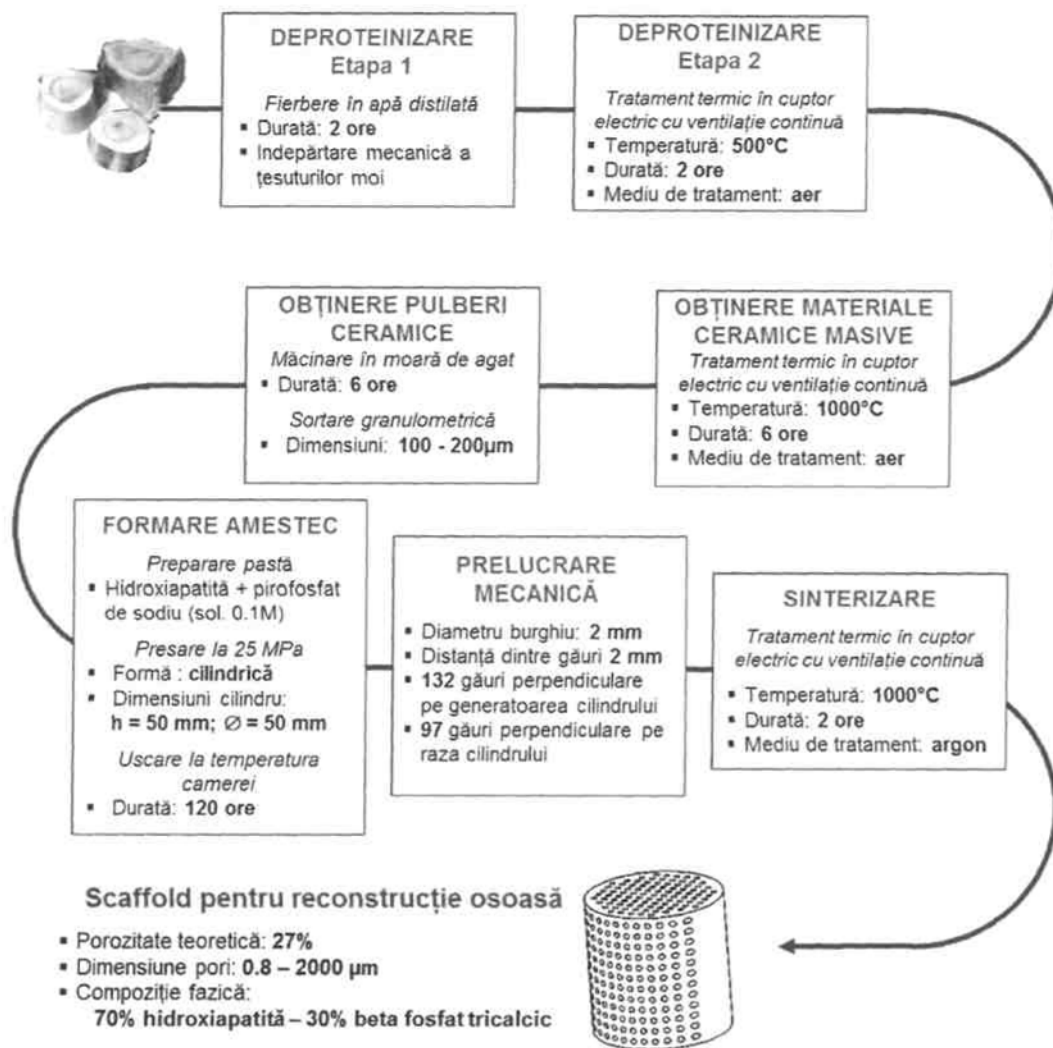 DEPROTEINIZARE
Etapa 1
Fierbere în apă distilată
▪ Durată: 2 ore
▪ Indepărtare mecanică a
țesuturilor moi
DEPROTEINIZARE
Etapa 2
Tratament termic în cuptor
electric cu ventilație continuă
▪ Temperatură: 500°C
▪ Durată: 2 ore
▪ Mediu de tratament: aer
OBȚINERE MATERIALE
CERAMICE MASIVE
Tratament termic în cuptor
electric cu ventilație continuă
▪ Temperatură: 1000°C
▪ Durată: 6 ore
▪ Mediu de tratament: aer
OBȚINERE PULBERI
CERAMICE
Măcinare în moară de agat
▪ Durată: 6 ore
Sortare granulometrică
▪ Dimensiuni: 100 - 200µm
FORMARE AMESTEC
Preparare pastă
▪ Hidroxiapatită + pirofosfat
de sodiu (sol. 0.1M)
Presare la 25 MPa
▪ Formă : cilindrică
▪ Dimensiuni cilindru:
h = 50 mm; Ø = 50 mm
Uscare la temperatura
camerei
▪ Durată: 120 ore
PRELUCRARE
MECANICĂ
▪ Diametru burghiu: 2 mm
▪ Distanță dintre găuri 2 mm
▪ 132 găuri perpendiculare
pe generatoarea cilindrului
▪ 97 găuri perpendiculare pe
raza cilindrului
SINTERIZARE
Tratament termic în cuptor
electric cu ventilație continuă
▪ Temperatură: 1000°C
▪ Durată: 2 ore
▪ Mediu de tratament: argon
Scaffold pentru reconstrucție osoasă
▪ Porozitate teoretică: 27%
▪ Dimensiune pori: 0.8 – 2000 µm
▪ Compoziție fazică:
70% hidroxiapatită – 30% beta fosfat tricalcic